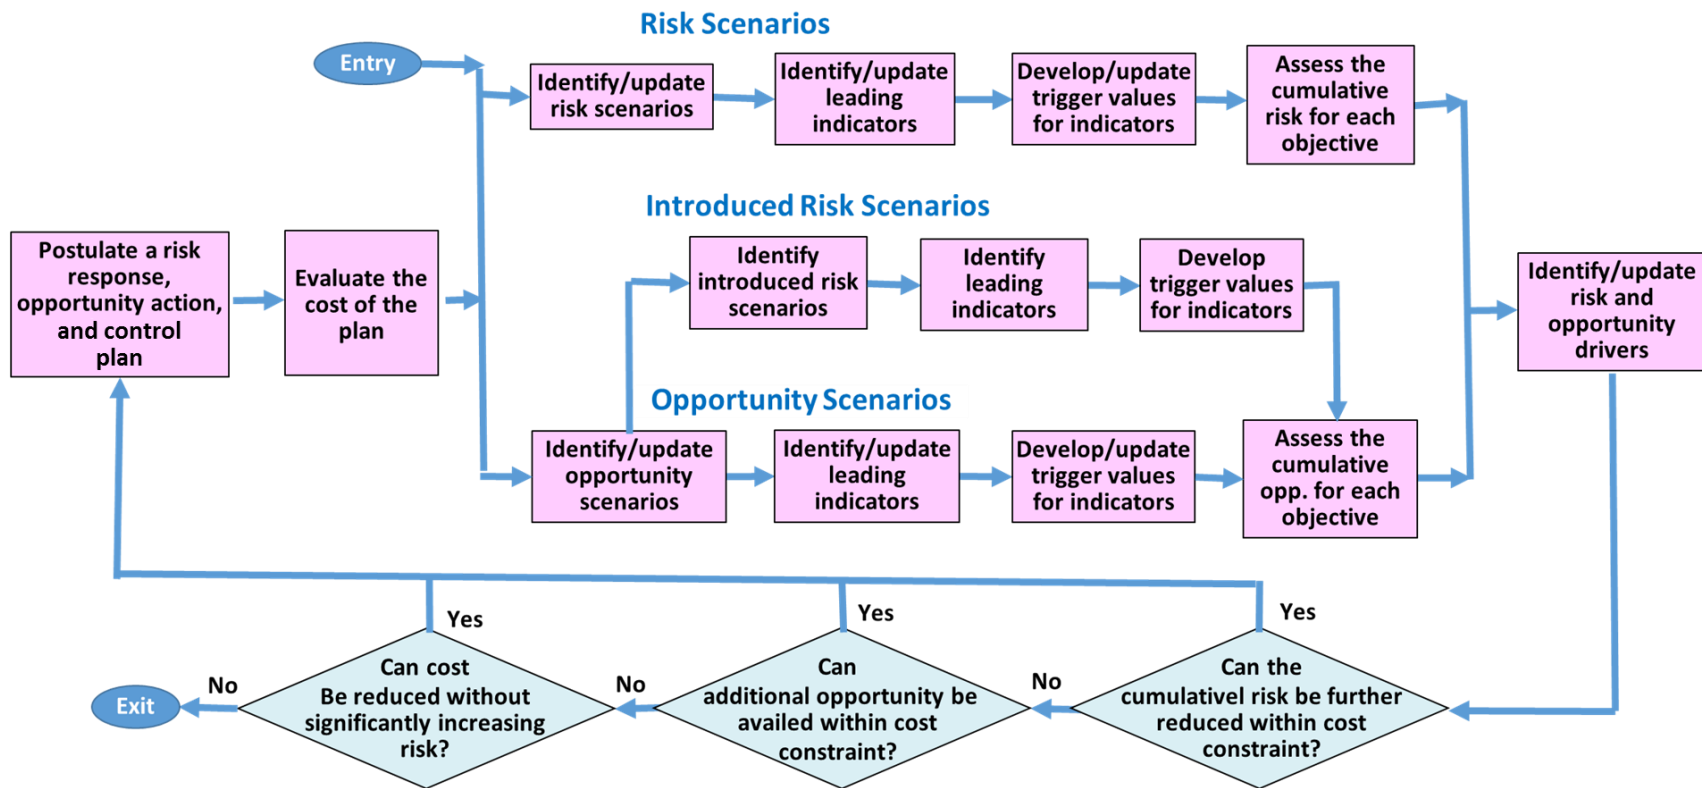 Risk Scenarios
Entry
Identify/update
risk scenarios
Identify/update
leading
indicators
Develop/update
trigger values
for indicators
Assess the
cumulative
risk for each
objective
Introduced Risk Scenarios
Postulate a risk
response,
opportunity action,
and control
plan
Evaluate the
cost of the
plan
Identify
introduced risk
scenarios
Identify
leading
indicators
Develop
trigger values
for indicators
Identify/update
risk and
opportunity
drivers
Opportunity Scenarios
Identify/update
opportunity
scenarios
Identify/update
leading
indicators
Develop/update
trigger values
for indicators
Assess the
cumulative
opp. for each
objective
Yes
Yes
Yes
Can the
cumulativel risk be further
reduced within cost
constraint?
No
Can
additional opportunity be
availed within cost
constraint?
No
Can cost
Be reduced without
significantly increasing
risk?
No
Exit